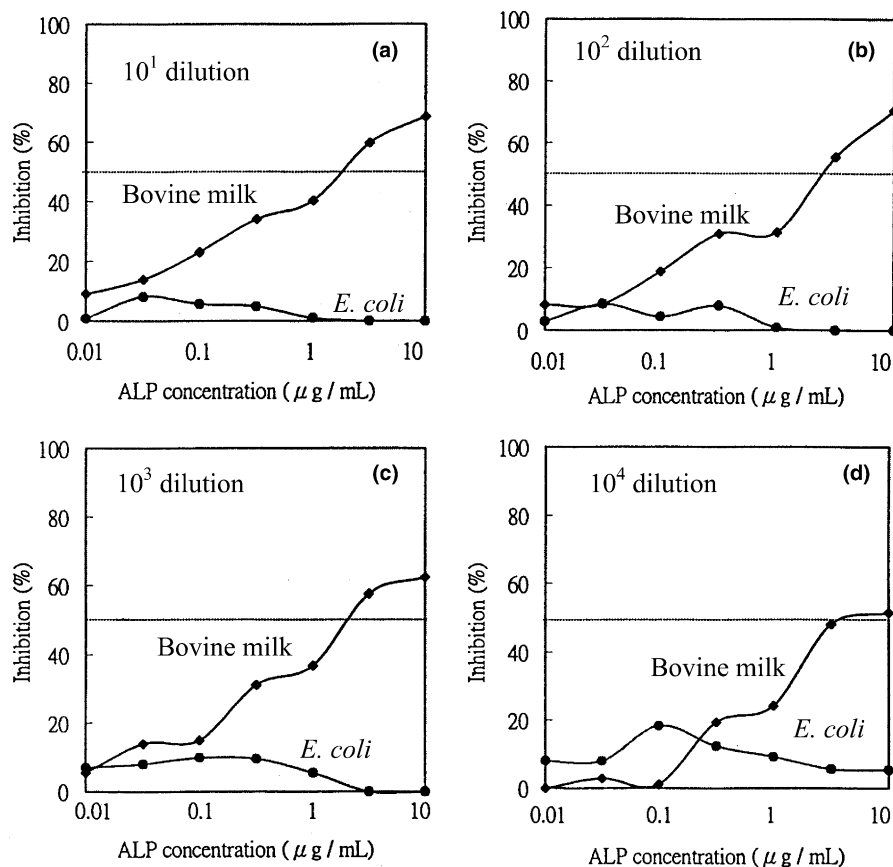 (a)
10¹ dilution
100
80
60
40
20
0
Inhibition (%)
Bovine milk
E. coli
0.01 0.1 1 10
ALP concentration ( μ g / mL)
(b)
10² dilution
100
80
60
40
20
0
Inhibition (%)
Bovine milk
E. coli
0.01 0.1 1 10
ALP concentration ( μ g / mL)
(c)
10³ dilution
100
80
60
40
20
0
Inhibition (%)
Bovine milk
E. coli
0.01 0.1 1 10
ALP concentration ( μ g / mL)
(d)
10⁴ dilution
100
80
60
40
20
0
Inhibition (%)
Bovine milk
E. coli
0.01 0.1 1 10
ALP concentration ( μ g / mL)